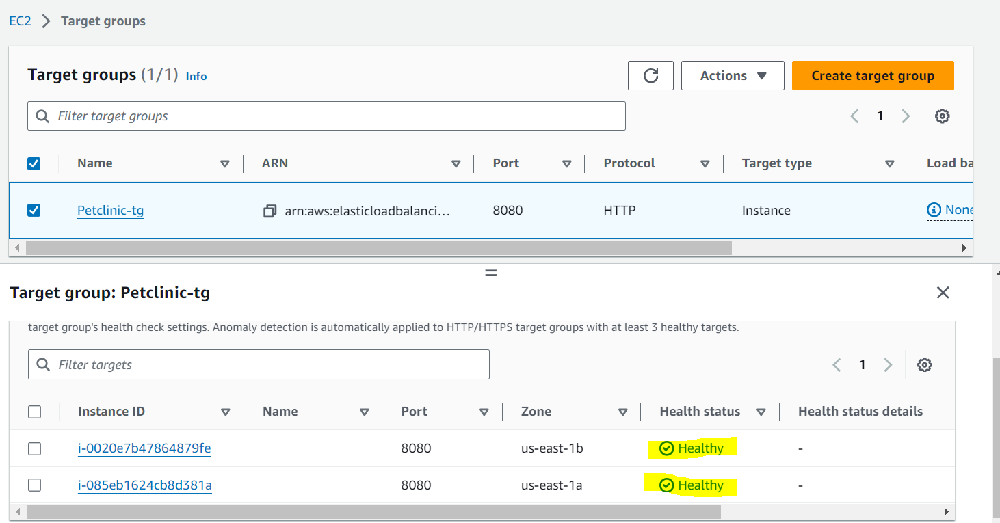 EC2 > Target groups
Target groups (1/1) Info
Actions
Create target group
Filter target groups
1
Name ARN Port Protocol Target type Load ba
Petclinic-tg arn:aws:elasticloadbalanci... 8080 HTTP Instance None
Target group: Petclinic-tg
target group's health check settings. Anomaly detection is automatically applied to HTTP/HTTPS target groups with at least 3 healthy targets.
Filter targets
1
Instance ID Name Port Zone Health status Health status details
i-0020e7b47864879fe 8080 us-east-1b Healthy -
i-085eb1624cb8d381a 8080 us-east-1a Healthy -